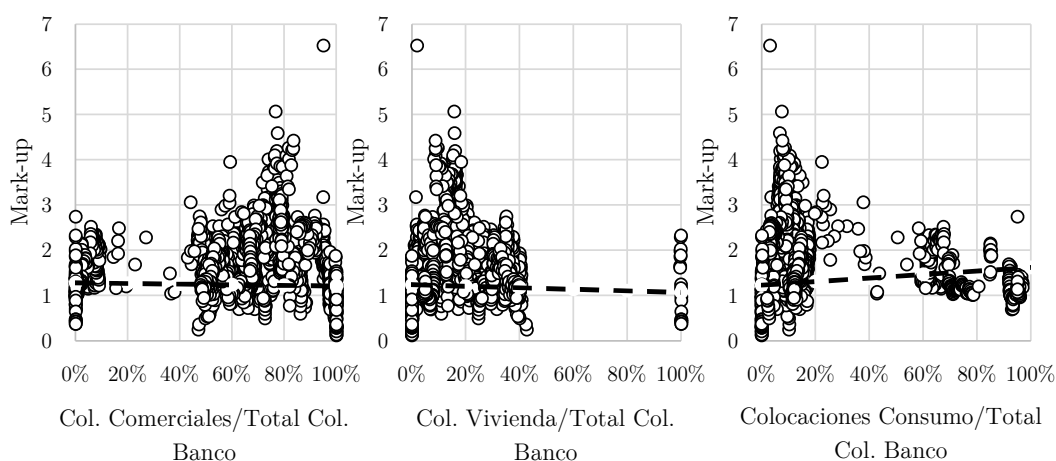 7
6
5
4
3
2
1
0
Mark-up
0% 20% 40% 60% 80% 100%
Col. Comerciales/Total Col.
Banco
7
6
5
4
3
2
1
0
Mark-up
0% 20% 40% 60% 80% 100%
Col. Vivienda/Total Col.
Banco
7
6
5
4
3
2
1
0
Mark-up
0% 20% 40% 60% 80% 100%
Colocaciones Consumo/Total
Col. Banco